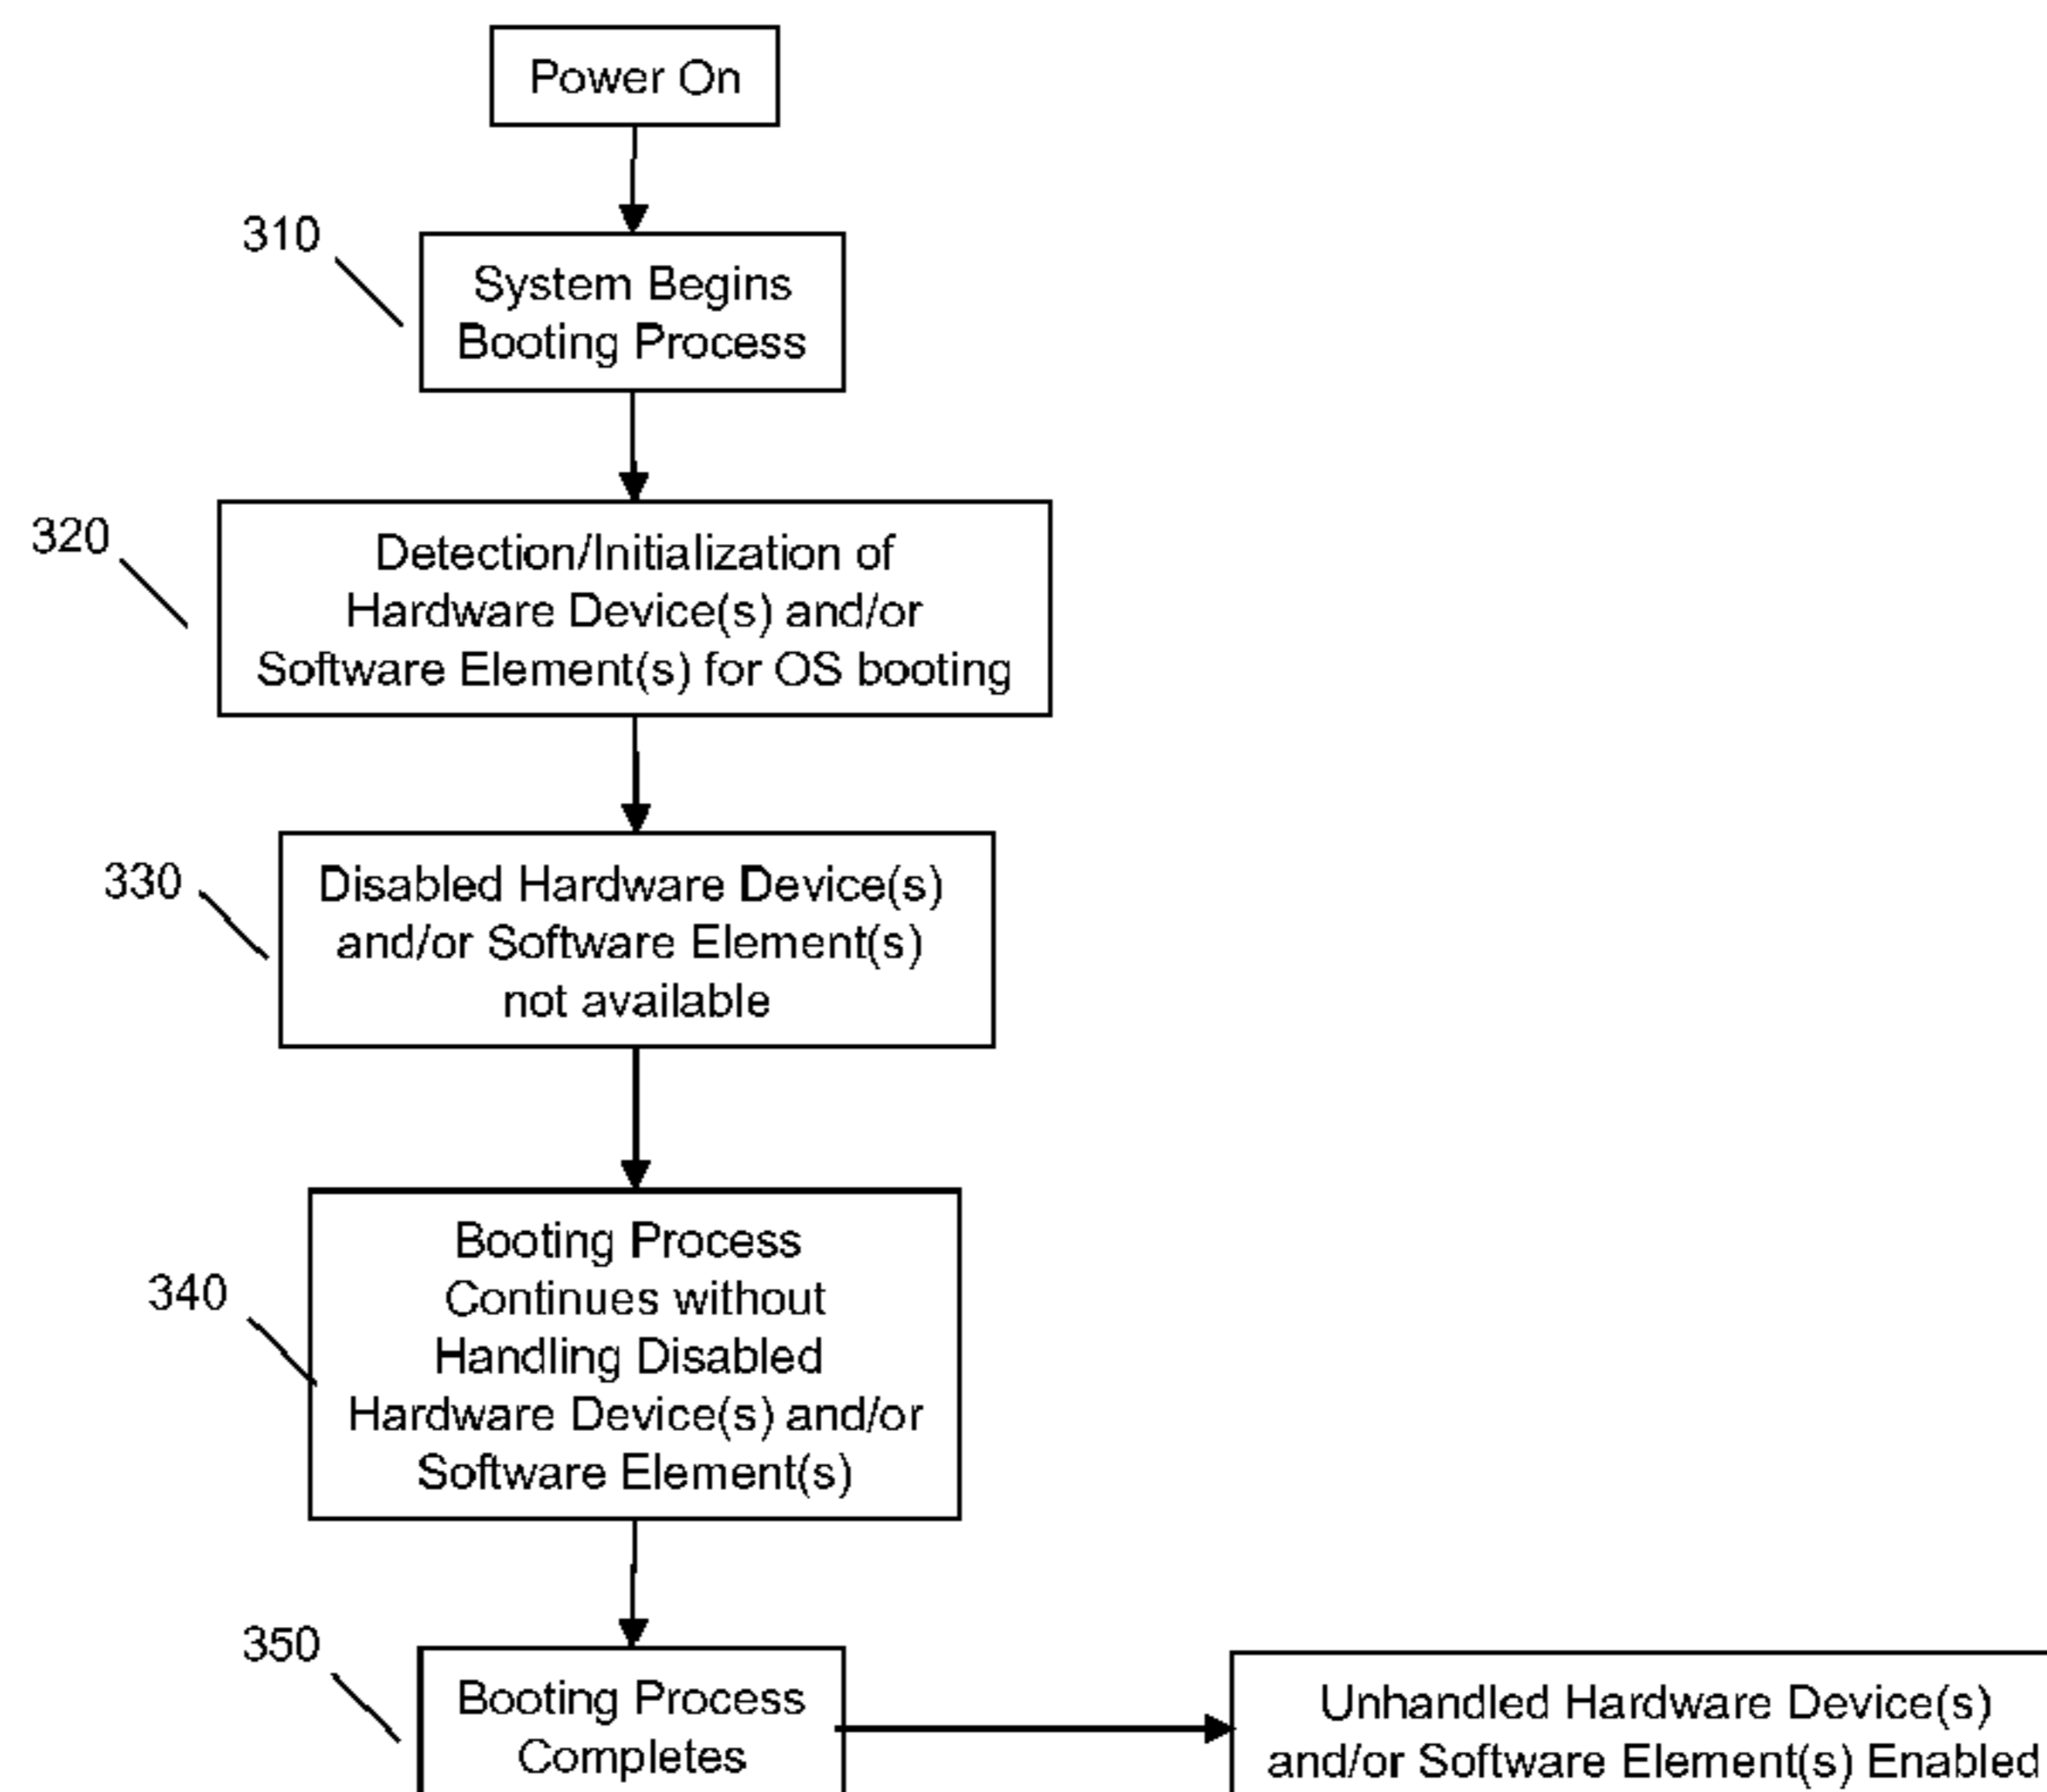 Power On
310
System Begins
Booting Process
320
Detection/Initialization of
Hardware Device(s) and/or
Software Element(s) for OS booting
330
Disabled Hardware Device(s)
and/or Software Element(s)
not available
340
Booting Process
Continues without
Handling Disabled
Hardware Device(s) and/or
Software Element(s)
350
Booting Process
Completes
Unhandled Hardware Device(s)
and/or Software Element(s) Enabled